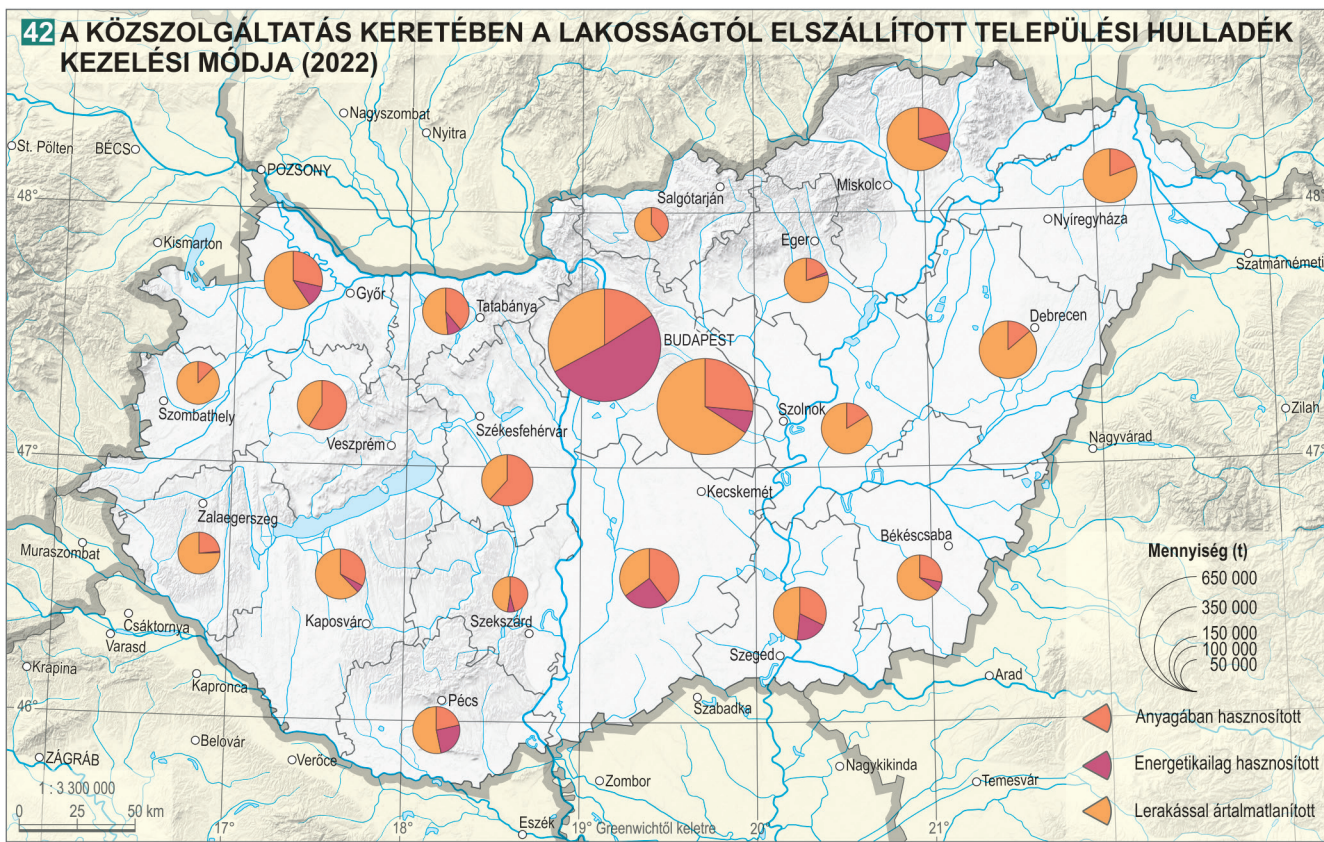 42 A KÖZSZOLGÁLTATÁS KERETÉBEN A LAKOSSÁGTÓL ELSZÁLLÍTOTT TELEPÜLÉSI HULLADÉK
KEZELÉSI MÓDJA (2022)
Nagyszombat
Nyitra
St. Pölten
BÉCS
POZSONY
Miskolc
Salgótarján
48°
48°
Nyíregyháza
Kismarton
Eger
Szatmárnémeti
Győr
Tatabánya
Debrecen
BUDAPEST
Szombathely
Szolnok
Zilah
Székesfehérvár
Veszprém
Nagyvárad
47°
47°
Kecskemét
Zalaegerszeg
Békéscsaba
Muraszombat
Mennyiség (t)
650 000
350 000
150 000
100 000
50 000
Csáktornya
Kaposvár
Szekszárd
Varasd
Szeged
Krapina
Kapronca
Arad
Pécs
Szabadka
46°
46°
Anyagában hasznosított
Belovár
ZÁGRÁB
Verőce
Nagykikinda
Energetikailag hasznosított
Zombor
Temesvár
1 : 3 300 000
0 25 50 km
Lerakással ártalmatlanított
17°
18°
19° Greenwichtől keletre
20°
21°
Eszék